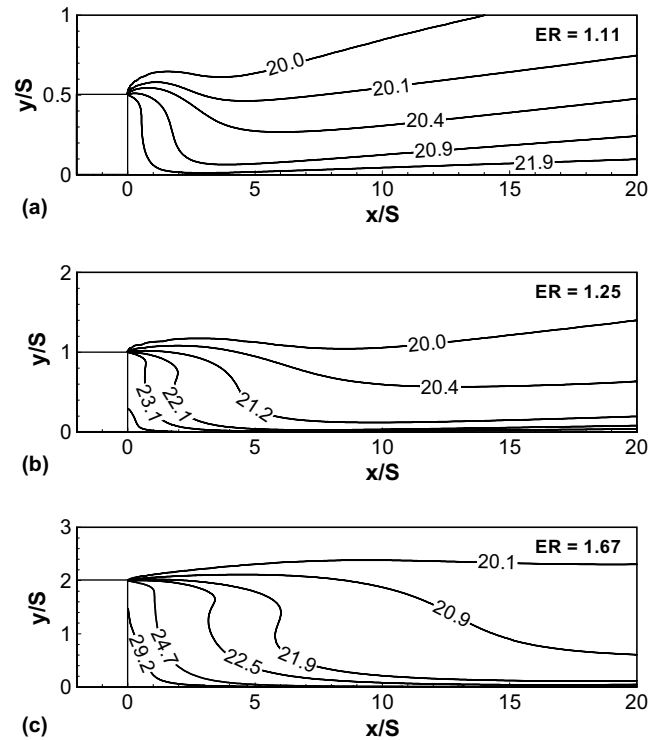 1
ER = 1.11
20.0
20.1
y/S
0.5
20.4
20.9
21.9
0
0 5 10 15 20
(a)
x/S
2
ER = 1.25
20.0
y/S
1
20.4
23.1
22.1
21.2
0
0 5 10 15 20
(b)
x/S
3
ER = 1.67
20.1
2
y/S
20.9
1
29.2
24.7
22.5
21.9
0
0 5 10 15 20
(c)
x/S